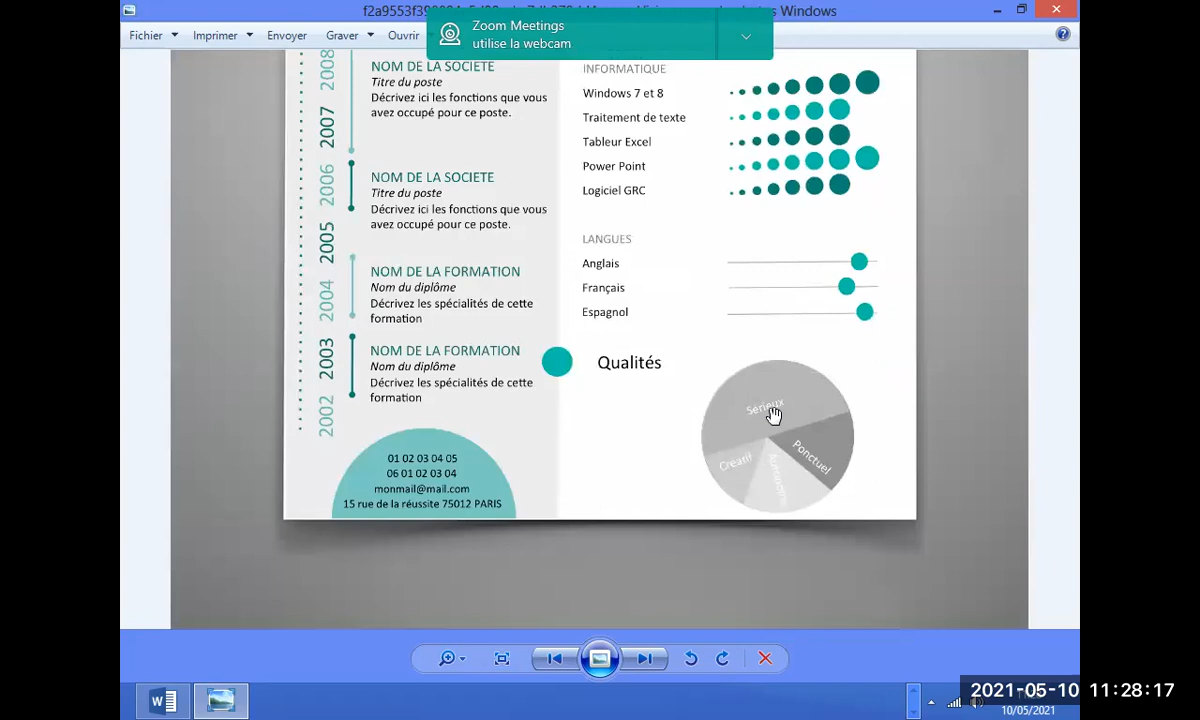 Windows
Fichier
Imprimer
Envoyer
Graver
Ouvrir
Zoom Meetings
utilise la webcam
2008
2007
2006
2005
2004
2003
2002
NOM DE LA SOCIETE
Titre du poste
Décrivez ici les fonctions que vous
avez occupé pour ce poste.
NOM DE LA SOCIETE
Titre du poste
Décrivez ici les fonctions que vous
avez occupé pour ce poste.
NOM DE LA FORMATION
Nom du diplôme
Décrivez les spécialités de cette
formation
NOM DE LA FORMATION
Nom du diplôme
Décrivez les spécialités de cette
formation
01 02 03 04 05
06 01 02 03 04
monmail@mail.com
15 rue de la réussite 75012 PARIS
INFORMATIQUE
Windows 7 et 8
Traitement de texte
Tableur Excel
Power Point
Logiciel GRC
LANGUES
Anglais
Français
Espagnol
Qualités
Sérieux
Ponctuel
Créatif
2021-05-10 11:28:17
10/05/2021